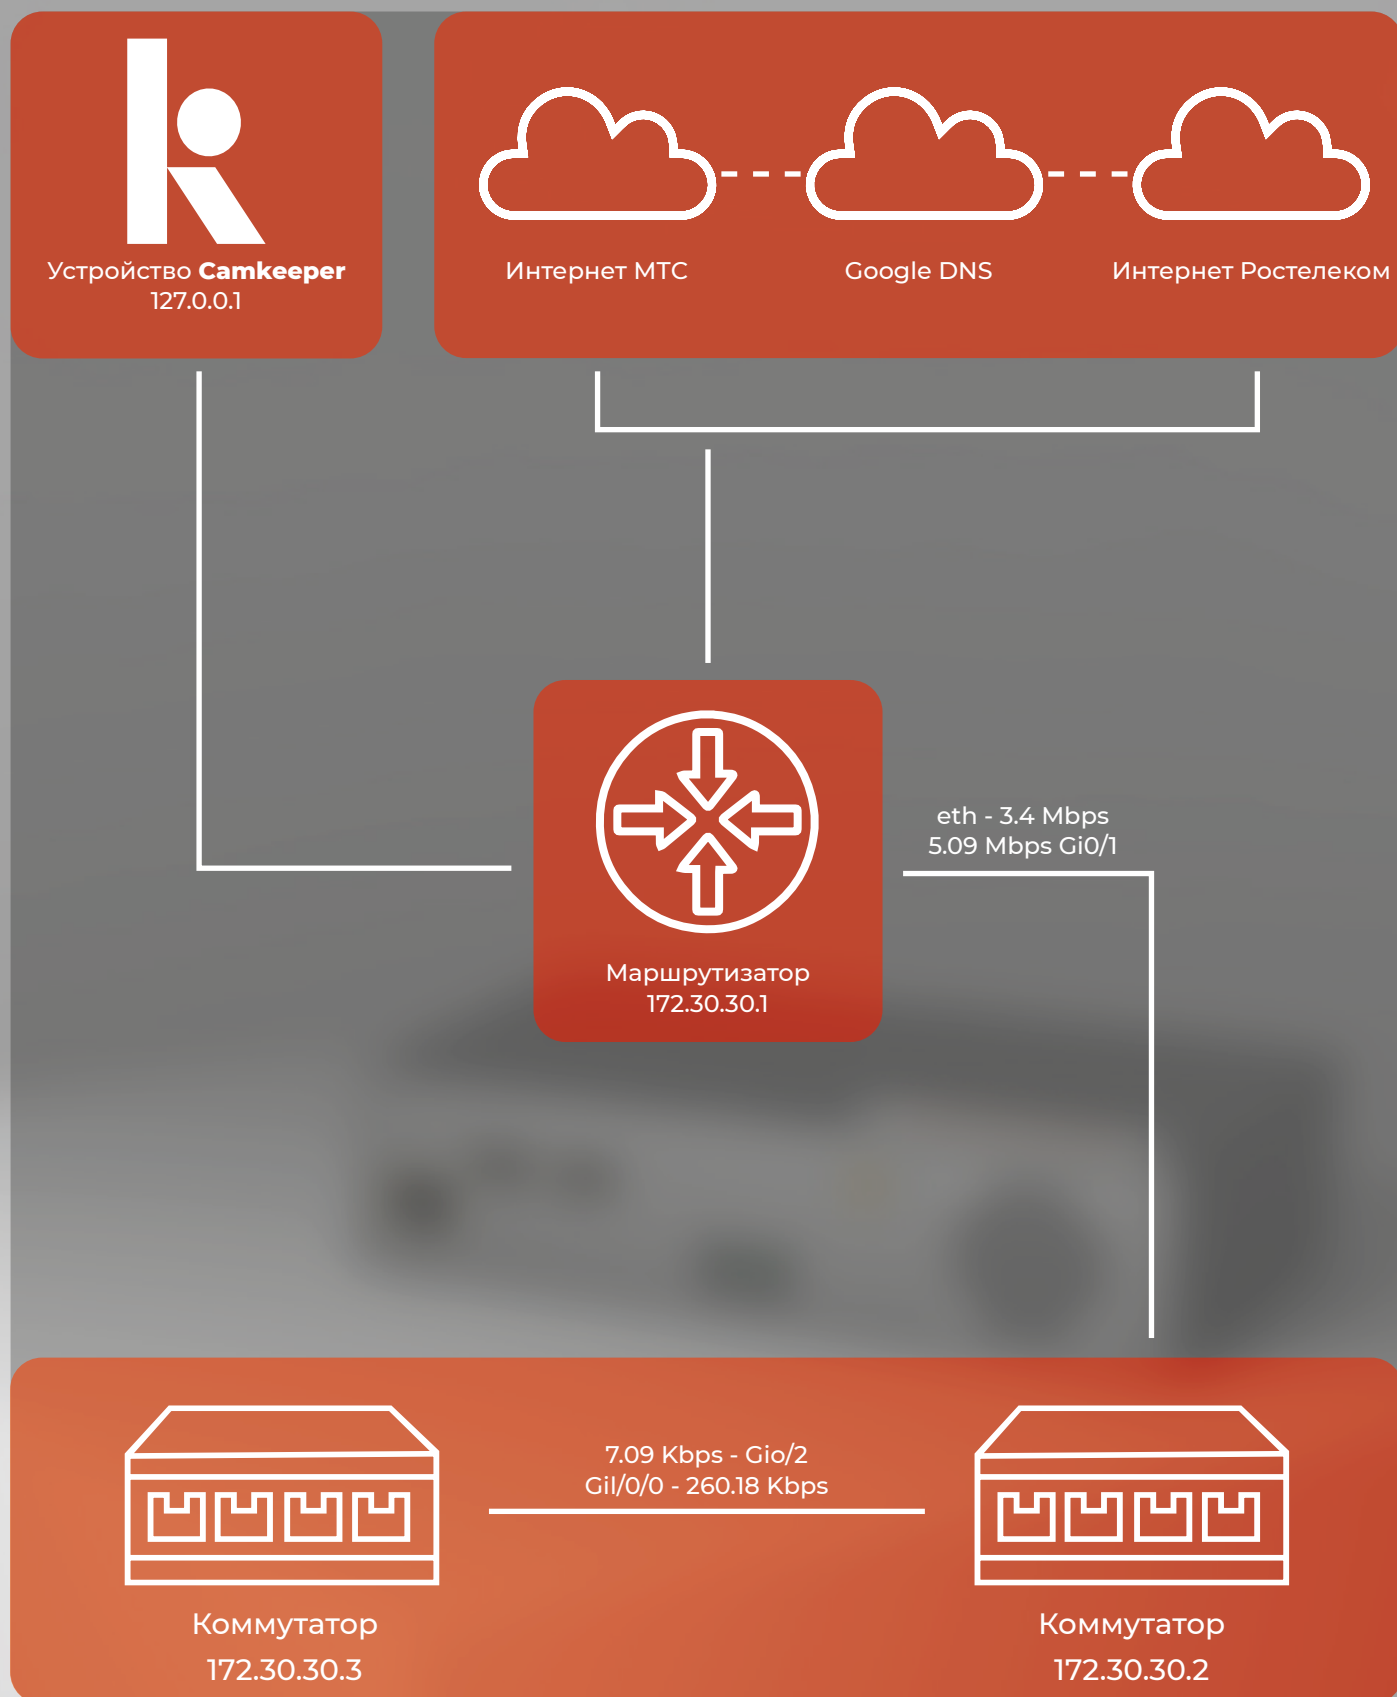 Устройство Camkeeper
127.0.0.1
Интернет МТС
Google DNS
Интернет Ростелеком
eth - 3.4 Mbps
5.09 Mbps Gi0/1
Маршрутизатор
172.30.30.1
7.09 Kbps - Gio/2
Gil/0/0 - 260.18 Kbps
Коммутатор
172.30.30.3
Коммутатор
172.30.30.2